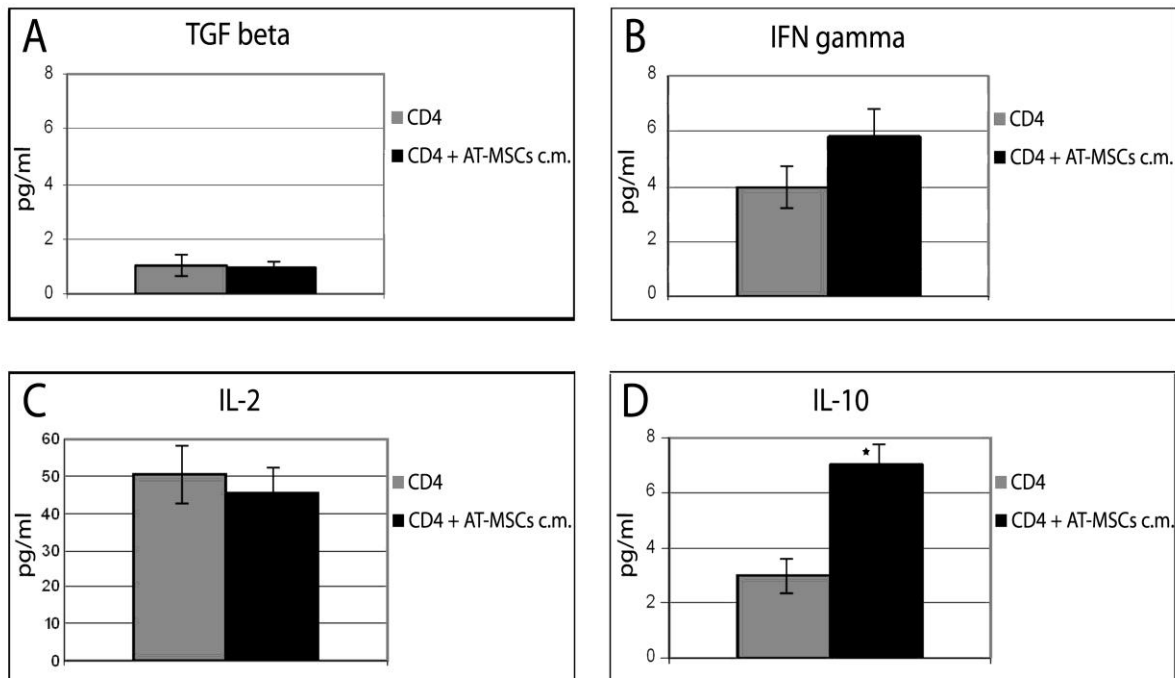 A
TGF beta
8
6
4
2
0
pg/ml
CD4
CD4 + AT-MSCs c.m.
B
IFN gamma
8
6
4
2
0
pg/ml
CD4
CD4 + AT-MSCs c.m.
C
IL-2
60
50
40
30
20
10
0
pg/ml
CD4
CD4 + AT-MSCs c.m.
D
IL-10
8
6
4
2
0
pg/ml
*
CD4
CD4 + AT-MSCs c.m.